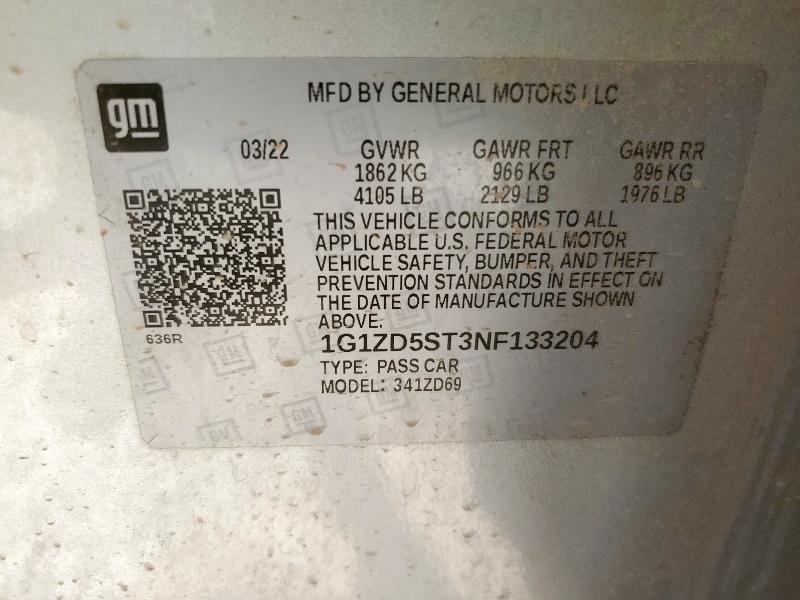 gm
MFD BY GENERAL MOTORS LLC
03/22 GVWR GAWR FRT GAWR RR
1862 KG 966 KG 896 KG
4105 LB 2129 LB 1976 LB
THIS VEHICLE CONFORMS TO ALL
APPLICABLE U.S. FEDERAL MOTOR
VEHICLE SAFETY, BUMPER, AND THEFT
PREVENTION STANDARDS IN EFFECT ON
THE DATE OF MANUFACTURE SHOWN
ABOVE.
636R
1G1ZD5ST3NF133204
TYPE: PASS CAR
MODEL: 341ZD69